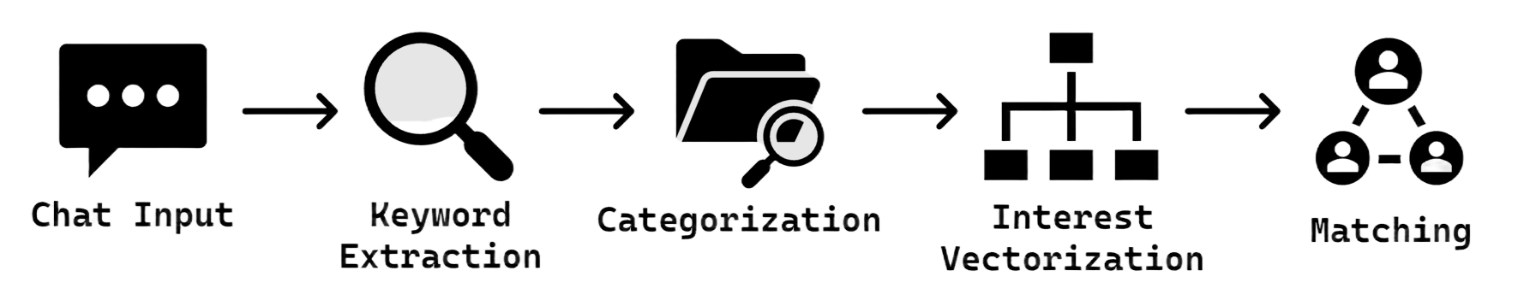 Chat Input
Keyword
Extraction
Categorization
Interest
Vectorization
Matching